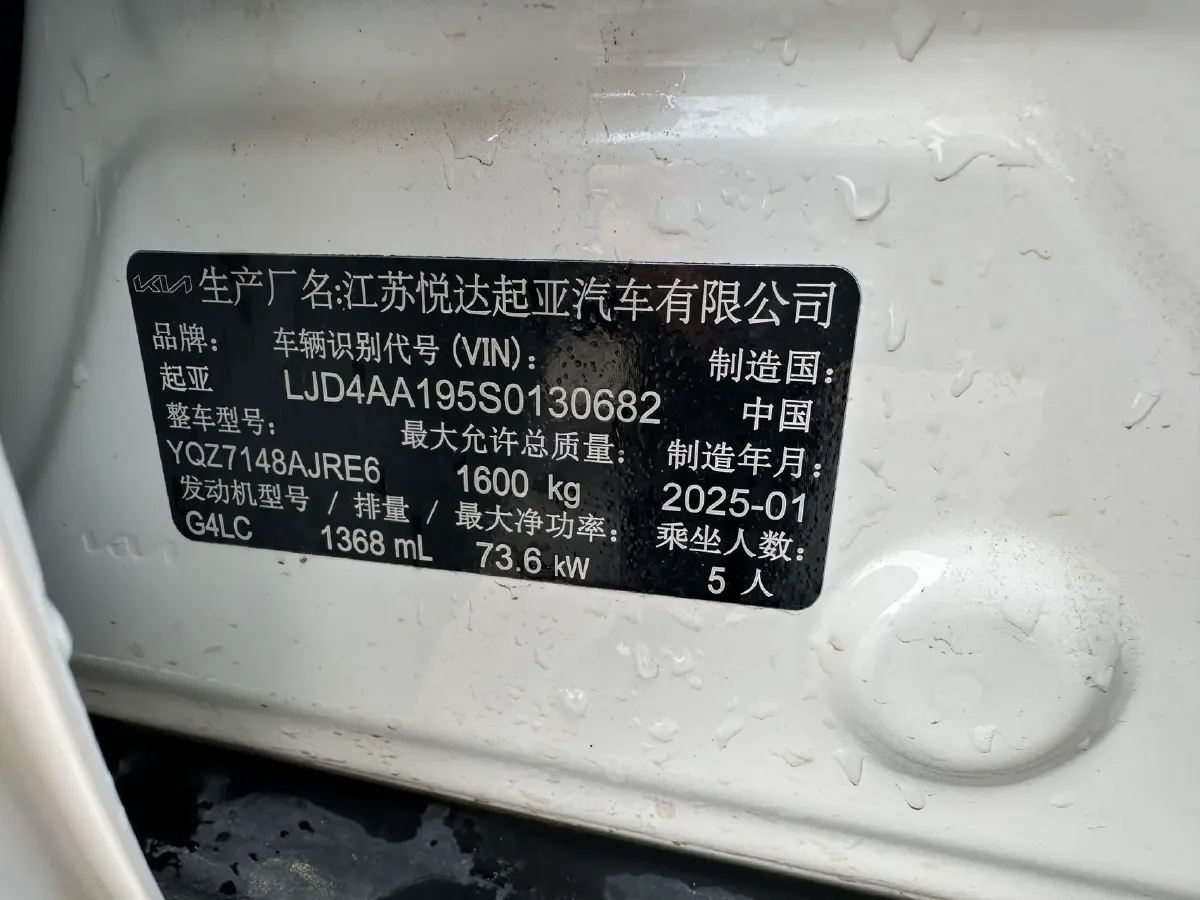 KIA 生产厂名:江苏悦达起亚汽车有限公司
品牌: 车辆识别代号 (VIN): 制造国:
起亚 LJD4AA195S0130682 中国
整车型号: 最大允许总质量: 制造年月:
YQZ7148AJRE6 1600 kg 2025-01
发动机型号 / 排量 / 最大净功率: 乘坐人数:
G4LC 1368 mL 73.6 kW 5 人